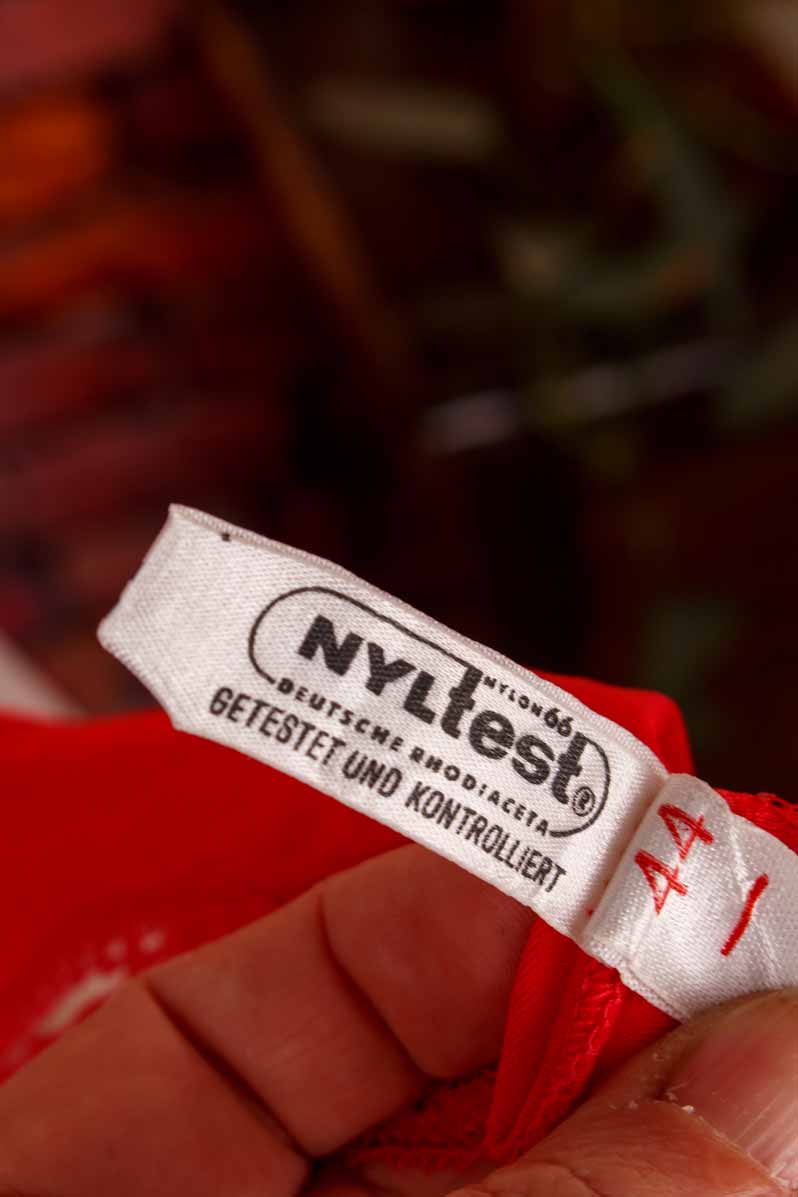 NYLtest®
NYLON 66
DEUTSCHE RHODIACETA
GETESTET UND KONTROLLIERT
44